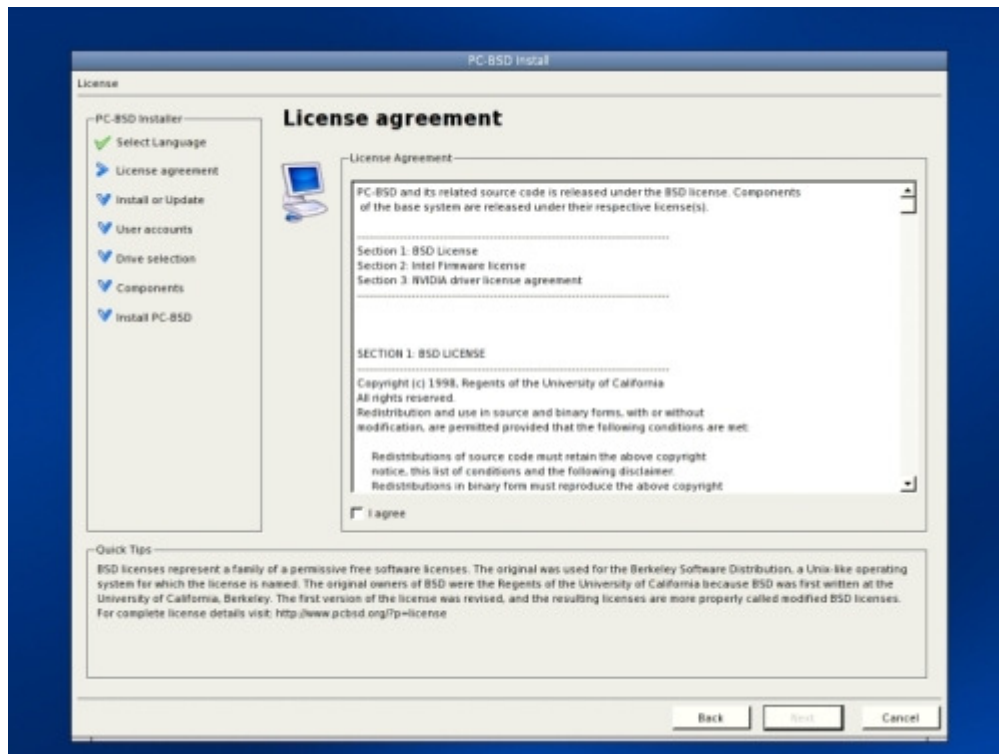 PC-BSD Install
License
PC-BSD Installer
Select Language
License agreement
Install or Update
User accounts
Drive selection
Components
Install PC-BSD
License agreement
License Agreement
PC-BSD and its related source code is released under the BSD license. Components
of the base system are released under their respective license(s).
Section 1: BSD License
Section 2: Intel Firmware license
Section 3: NVIDIA driver license agreement
SECTION 1: BSD LICENSE
Copyright (c) 1998, Regents of the University of California
All rights reserved.
Redistribution and use in source and binary forms, with or without
modification, are permitted provided that the following conditions are met:
Redistributions of source code must retain the above copyright
notice, this list of conditions and the following disclaimer.
Redistributions in binary form must reproduce the above copyright
I agree
Quick Tips
BSD licenses represent a family of a permissive free software licenses. The original was used for the Berkeley Software Distribution, a Unix-like operating
system for which the license is named. The original owners of BSD were the Regents of the University of California because BSD was first written at the
University of California, Berkeley. The first version of the license was revised, and the resulting licenses are more properly called modified BSD licenses.
For complete license details visit: http://www.pcbsd.org/?p=license
Back
Next
Cancel